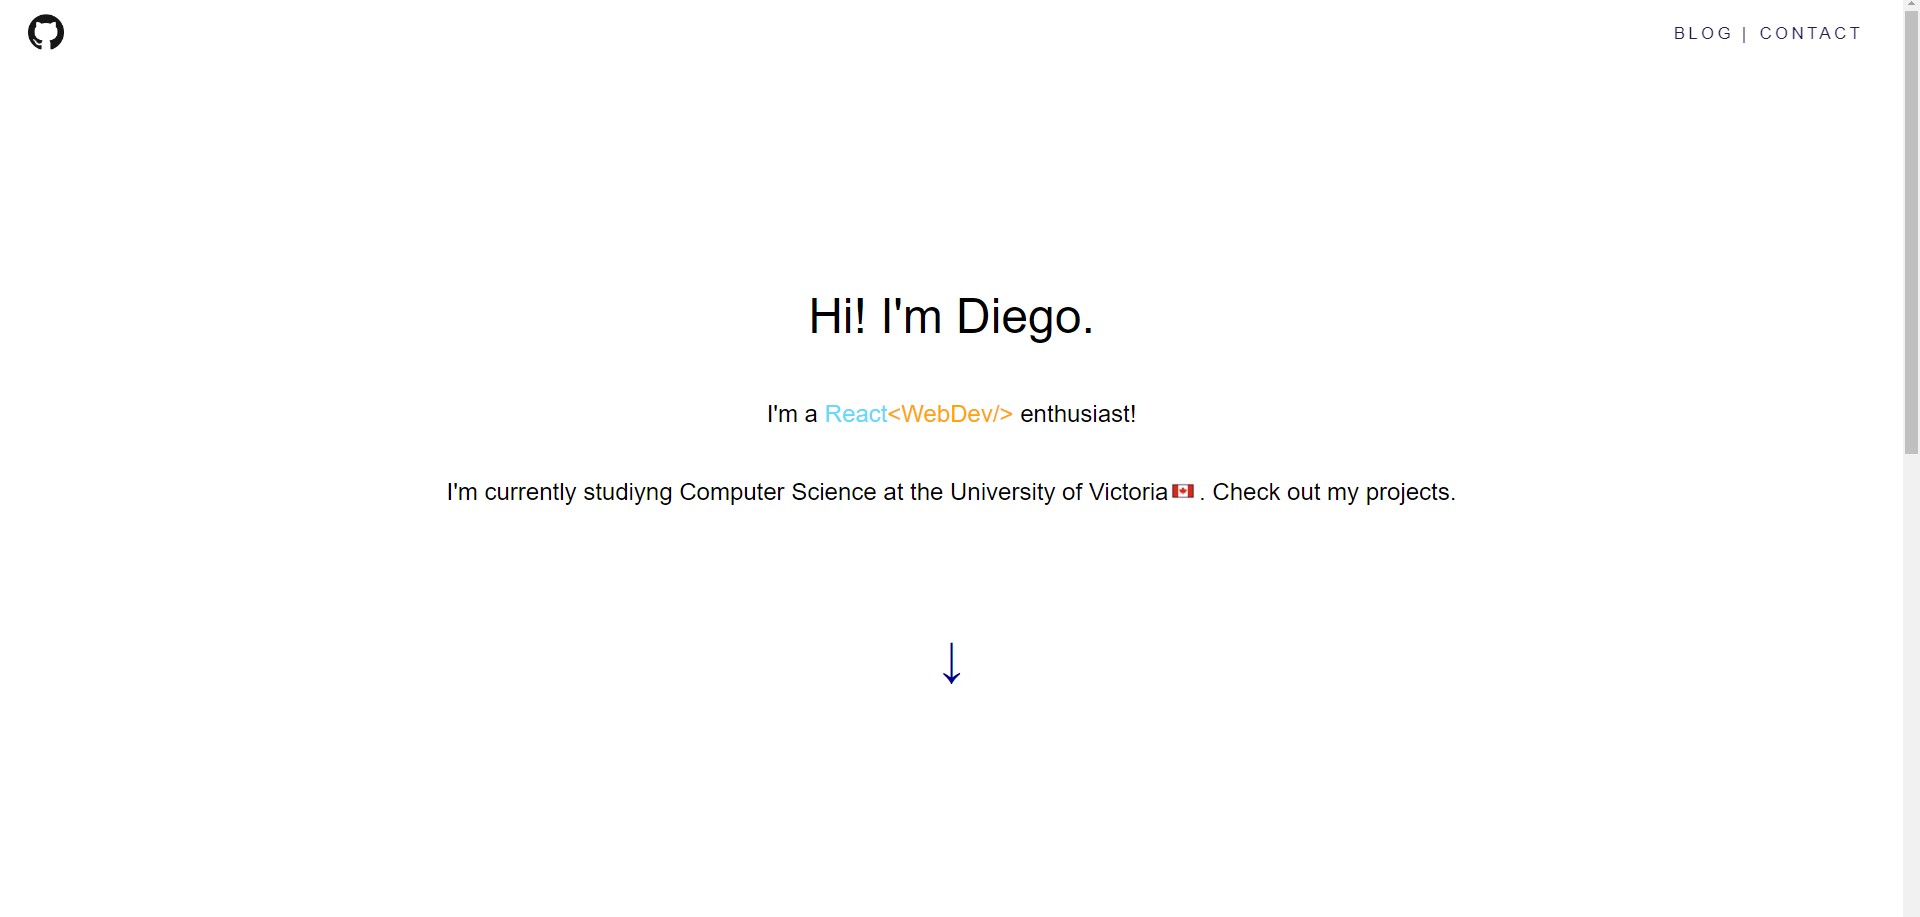 BLOG | CONTACT
Hi! I'm Diego.
I'm a React<WebDev/> enthusiast!
I'm currently studiyng Computer Science at the University of Victoria🇨🇦. Check out my projects.
↓